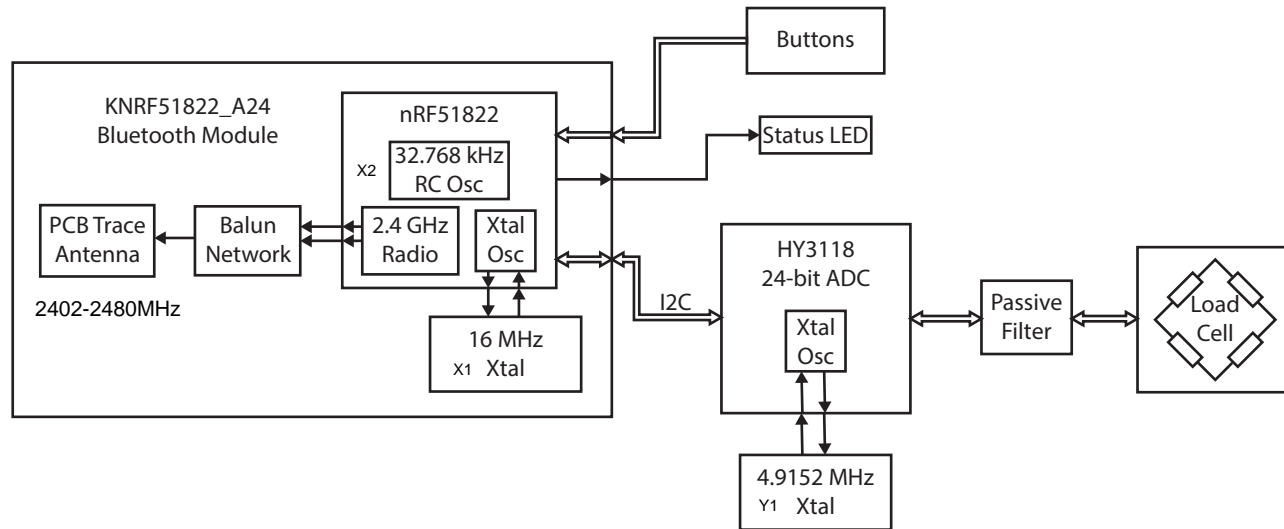 Buttons
KNRF51822_A24
Bluetooth Module
nRF51822
Status LED
X2
32.768 kHz
RC Osc
PCB Trace
Antenna
Balun
Network
2.4 GHz
Radio
Xtal
Osc
2402-2480MHz
16 MHz
X1 Xtal
I2C
HY3118
24-bit ADC
Xtal
Osc
Passive
Filter
Load
Cell
4.9152 MHz
Y1 Xtal